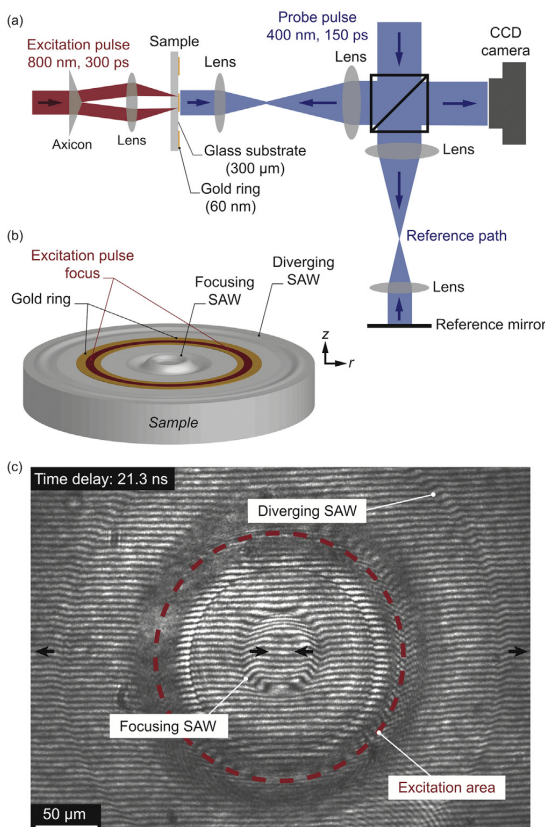 (a)
Excitation pulse
800 nm, 300 ps
Sample
Lens
Probe pulse
400 nm, 150 ps
CCD
camera
Axicon
Lens
Glass substrate
(300 µm)
Gold ring
(60 nm)
Lens
Lens
Reference path
Lens
Reference mirror
(b)
Excitation pulse
focus
Gold ring
Focusing
SAW
Diverging
SAW
z
r
Sample
(c)
Time delay: 21.3 ns
Diverging SAW
Focusing SAW
Excitation area
50 µm